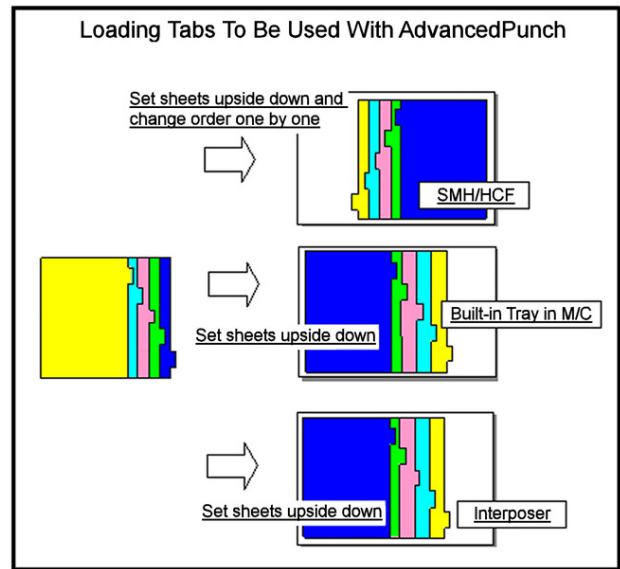 Loading Tabs To Be Used With AdvancedPunch
Set sheets upside down and
change order one by one
SMH/HCF
Built-in Tray in M/C
Set sheets upside down
Set sheets upside down
Interposer